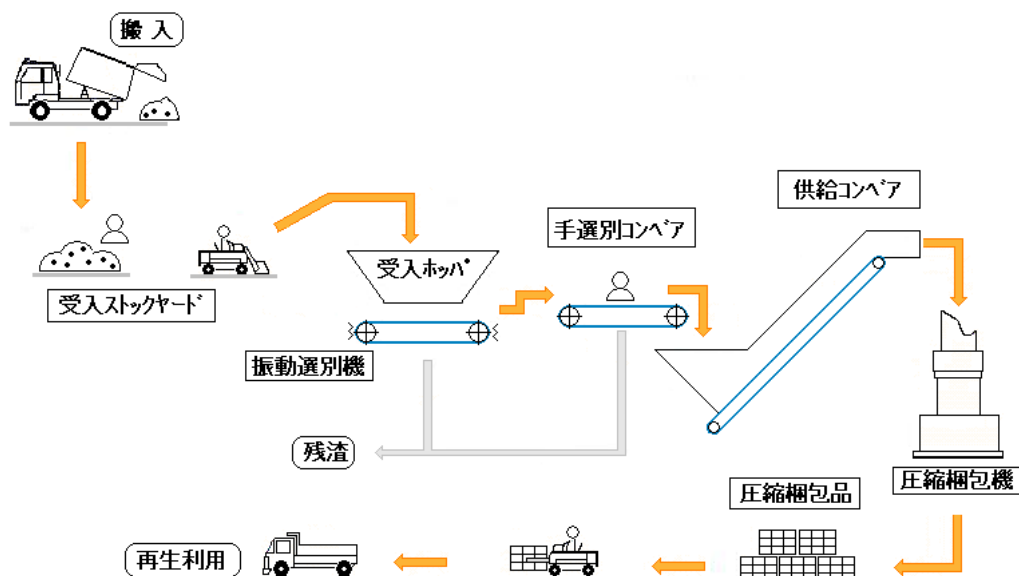 搬 入
供給コンベア
手選別コンベア
受入ホッパ
受入ストックヤード
振動選別機
残渣
圧縮梱包機
圧縮梱包品
再生利用